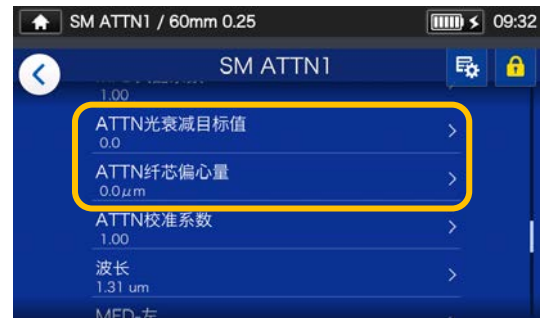 SM ATTN1 / 60mm 0.25
09:32
SM ATTN1
1.00
ATTN光衰减目标值
0.0
ATTN纤芯偏心量
0.0μm
ATTN校准系数
1.00
波长
1.31 um
MFD-左